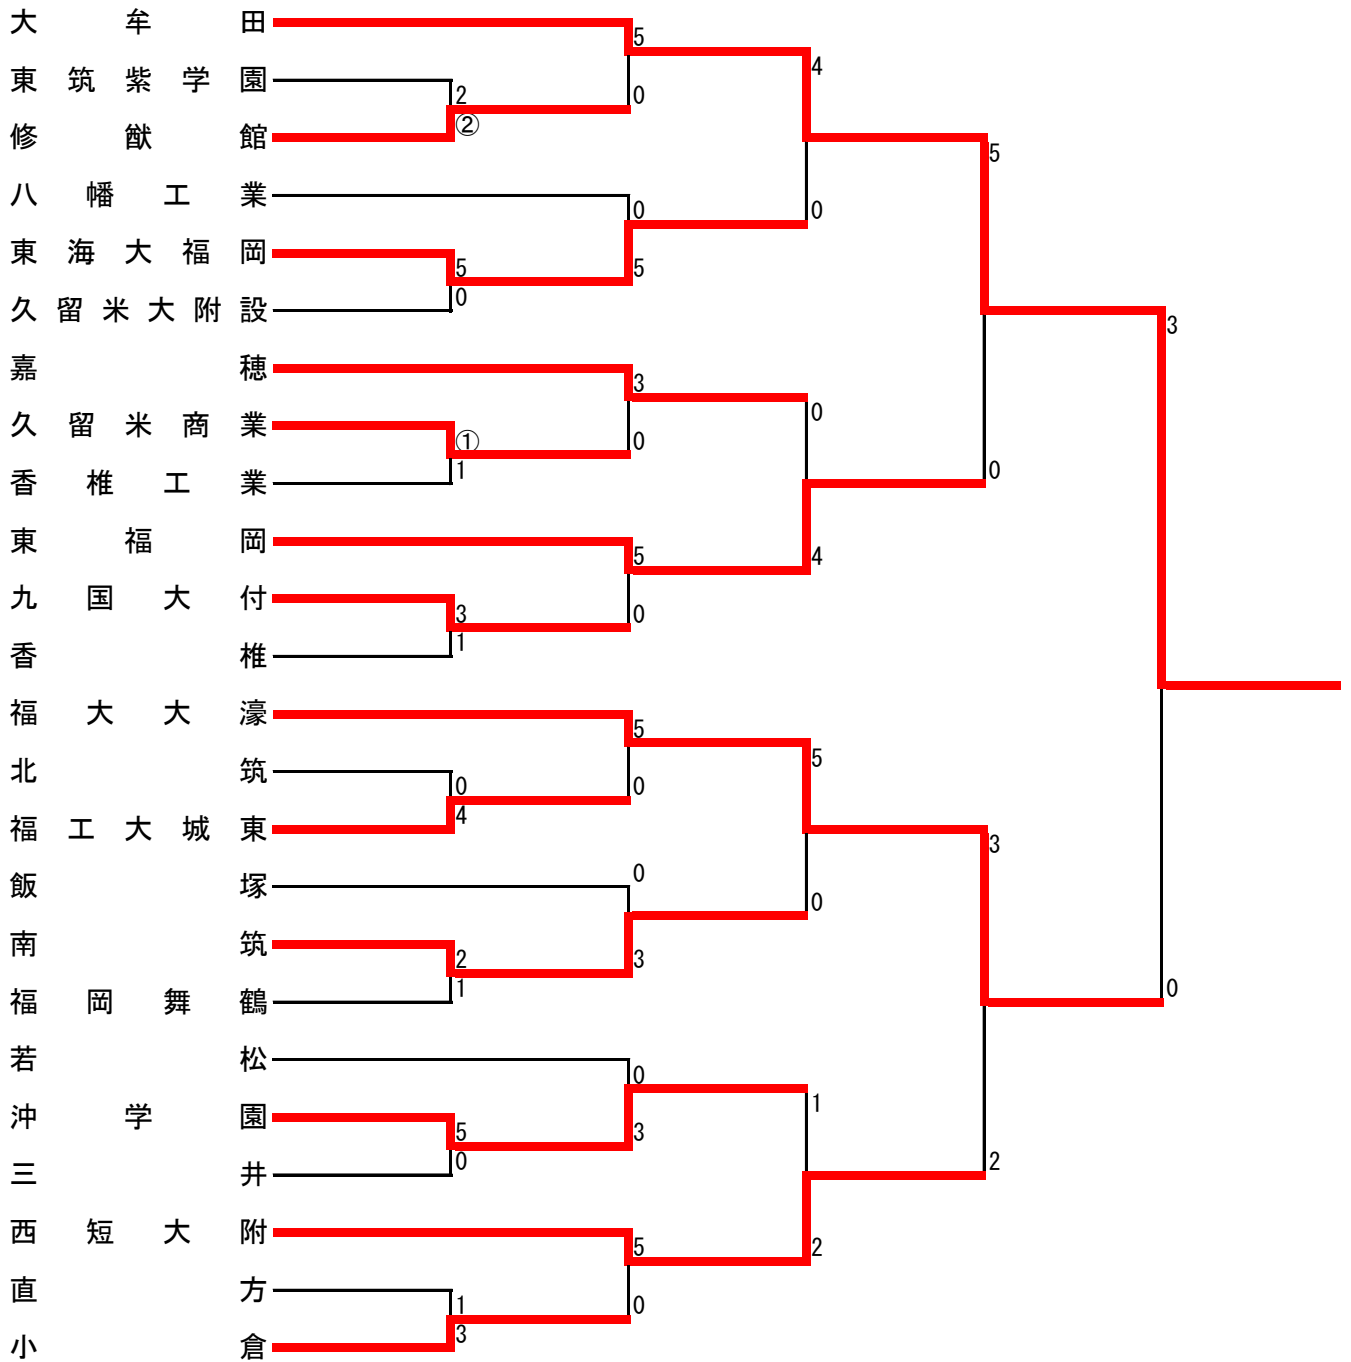 大牟田
5
東筑紫学園
4
2
0
②
修猷館
5
八幡工業
0
0
東海大福岡
5
5
0
久留米大附設
3
嘉穂
3
0
久留米商業
①
0
1
0
香椎工業
東福岡
5
4
九国大付
3
0
1
香椎
福大大濠
5
5
北筑
0
0
4
福工大城東
3
飯塚
0
0
南筑
2
3
1
0
福岡舞鶴
若松
0
1
沖学園
5
3
0
2
三井
西短大附
5
2
直方
1
0
3
小倉